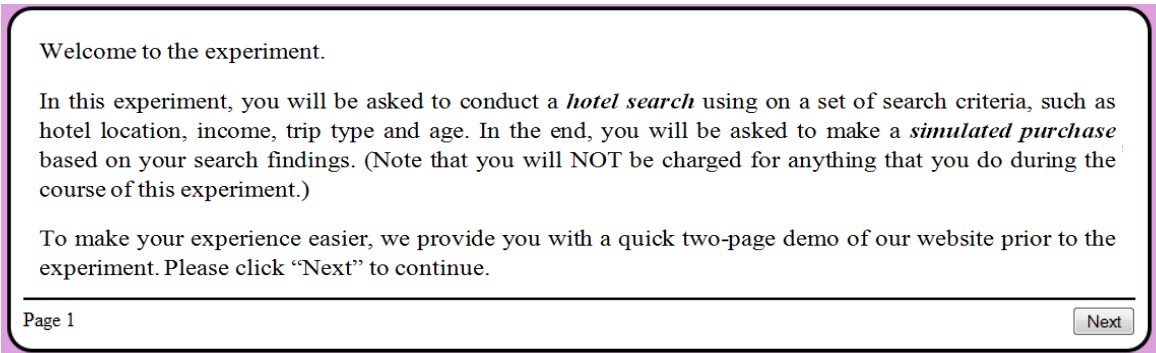 Welcome to the experiment.
In this experiment, you will be asked to conduct a hotel search using on a set of search criteria, such as
hotel location, income, trip type and age. In the end, you will be asked to make a simulated purchase
based on your search findings. (Note that you will NOT be charged for anything that you do during the
course of this experiment.)
To make your experience easier, we provide you with a quick two-page demo of our website prior to the
experiment. Please click “Next” to continue.
Page 1
Next